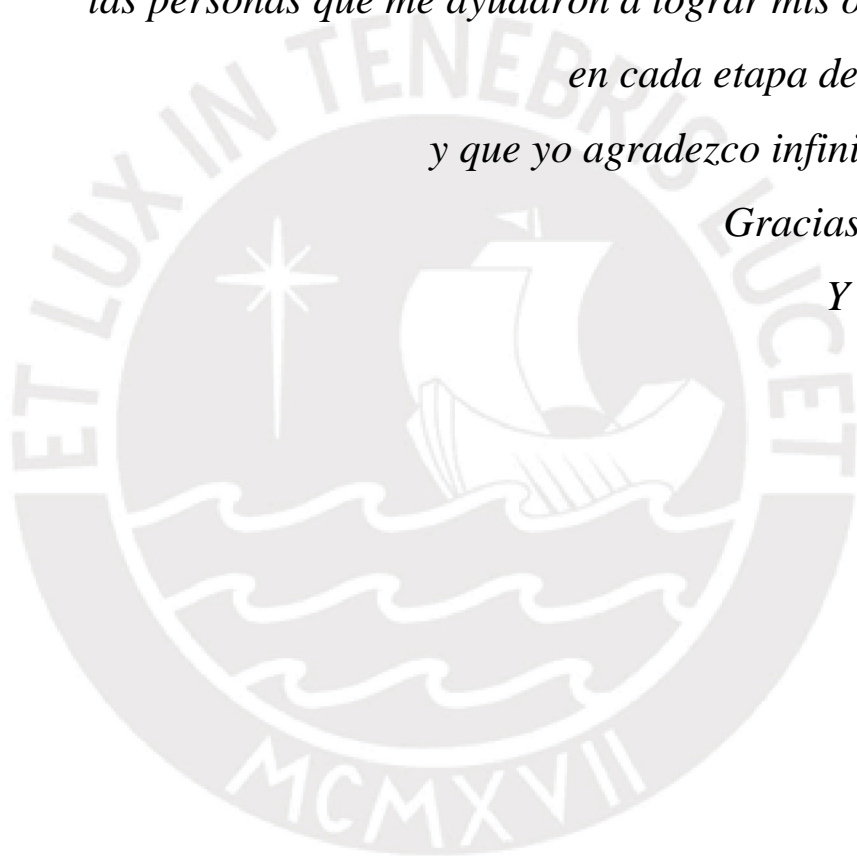 las personas que me ayudaron a lograr mis
en cada etapa de
y que yo agradezco
Gracias
Y
ET LUX IN TENEBRIS LUCET
MCMXVII